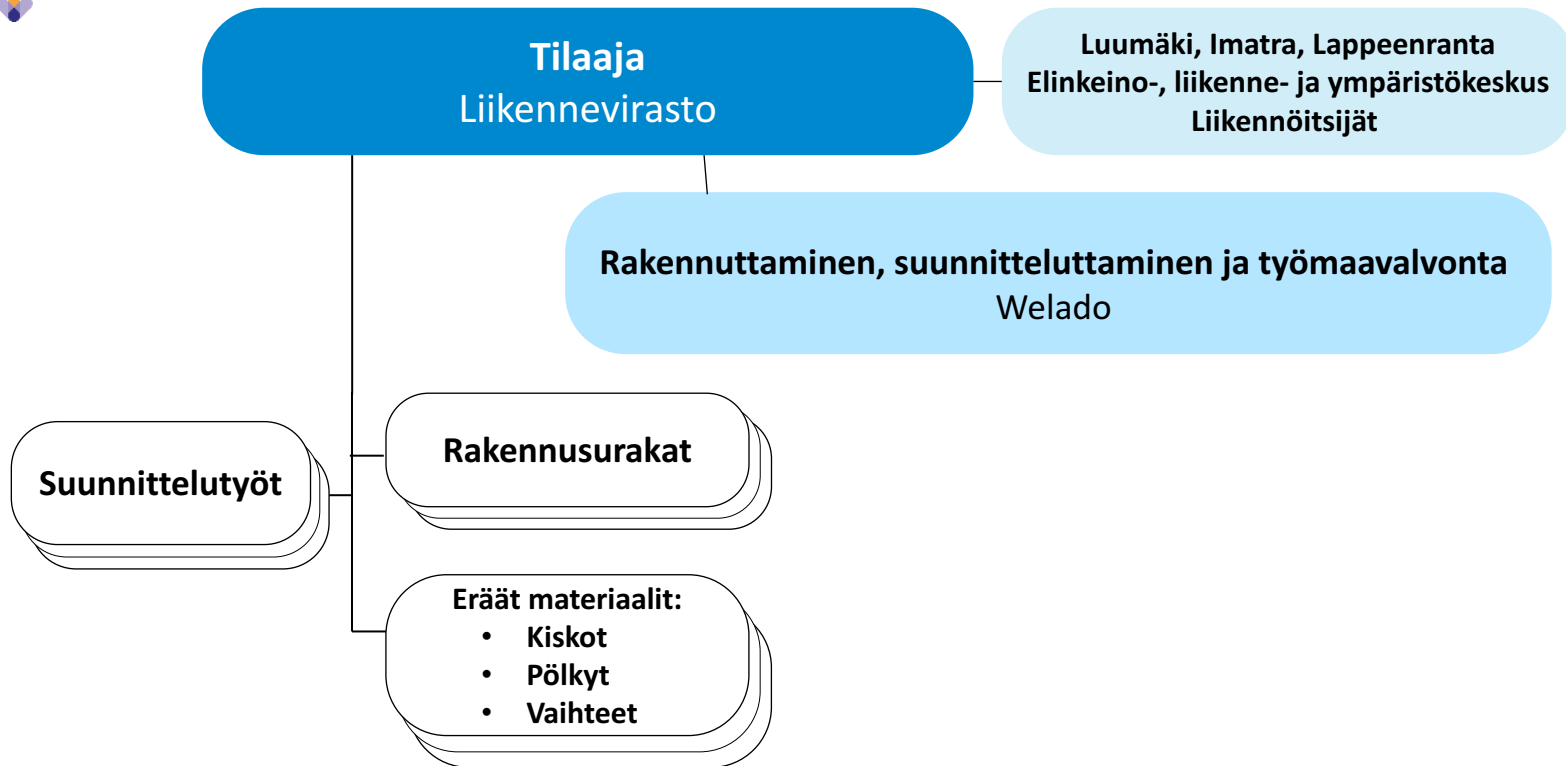 Tilaaja
Liikennevirasto
Luumäki, Imatra, Lappeenranta
Elinkeino-, liikenne- ja ympäristökeskus
Liikennöitsijät
Rakennuttaminen, suunnitteluttaminen ja työmaavalvonta
Welado
Suunnittelutyöt
Rakennusurakat
Eräät materiaalit:
• Kiskot
• Pölkyt
• Vaihteet